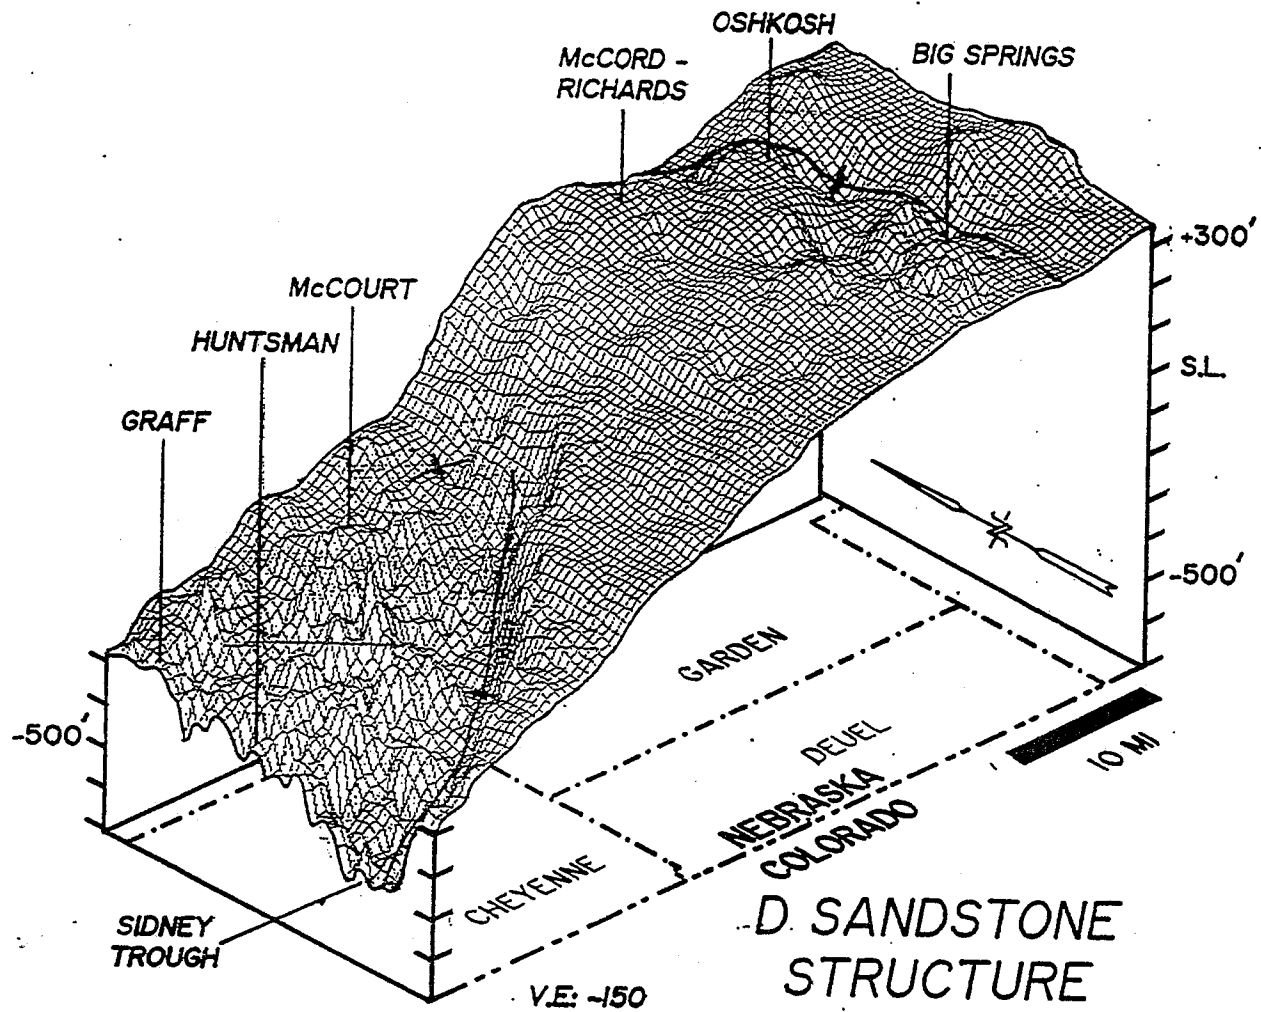 OSHKOSH
McCORD -
RICHARDS
BIG SPRINGS
+300'
McCOURT
HUNTSMAN
S.L.
GRAFF
-500'
GARDEN
-500'
DEUEL
10 MI
NEBRASKA
COLORADO
CHEYENNE
SIDNEY
TROUGH
D SANDSTONE
STRUCTURE
V.E: ~150
N